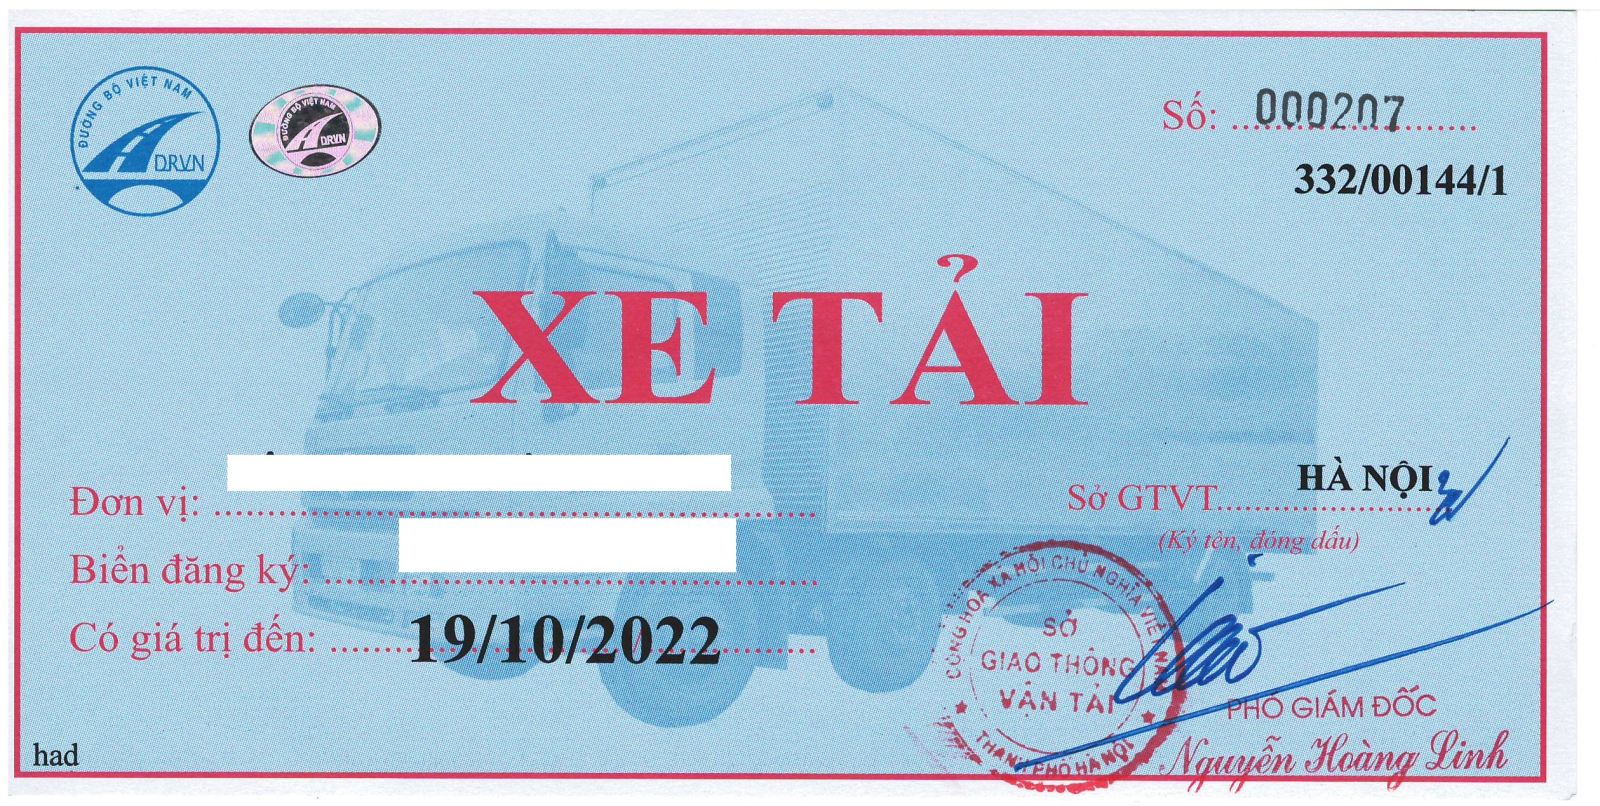 ĐƯỜNG BỘ VIỆT NAM
DRVN
ĐƯỜNG BỘ VIỆT NAM
DRVN
Số: 000207
332/00144/1
XE TẢI
Đơn vị:
Biển đăng ký:
Có giá trị đến: 19/10/2022
Sở GTVT HÀ NỘI
(Ký tên, đóng dấu)
CỘNG HÒA XÃ HỘI CHỦ NGHĨA VIỆT NAM
SỞ
GIAO THÔNG
VẬN TẢI
THÀNH PHỐ HÀ NỘI
PHÓ GIÁM ĐỐC
Nguyễn Hoàng Linh
had